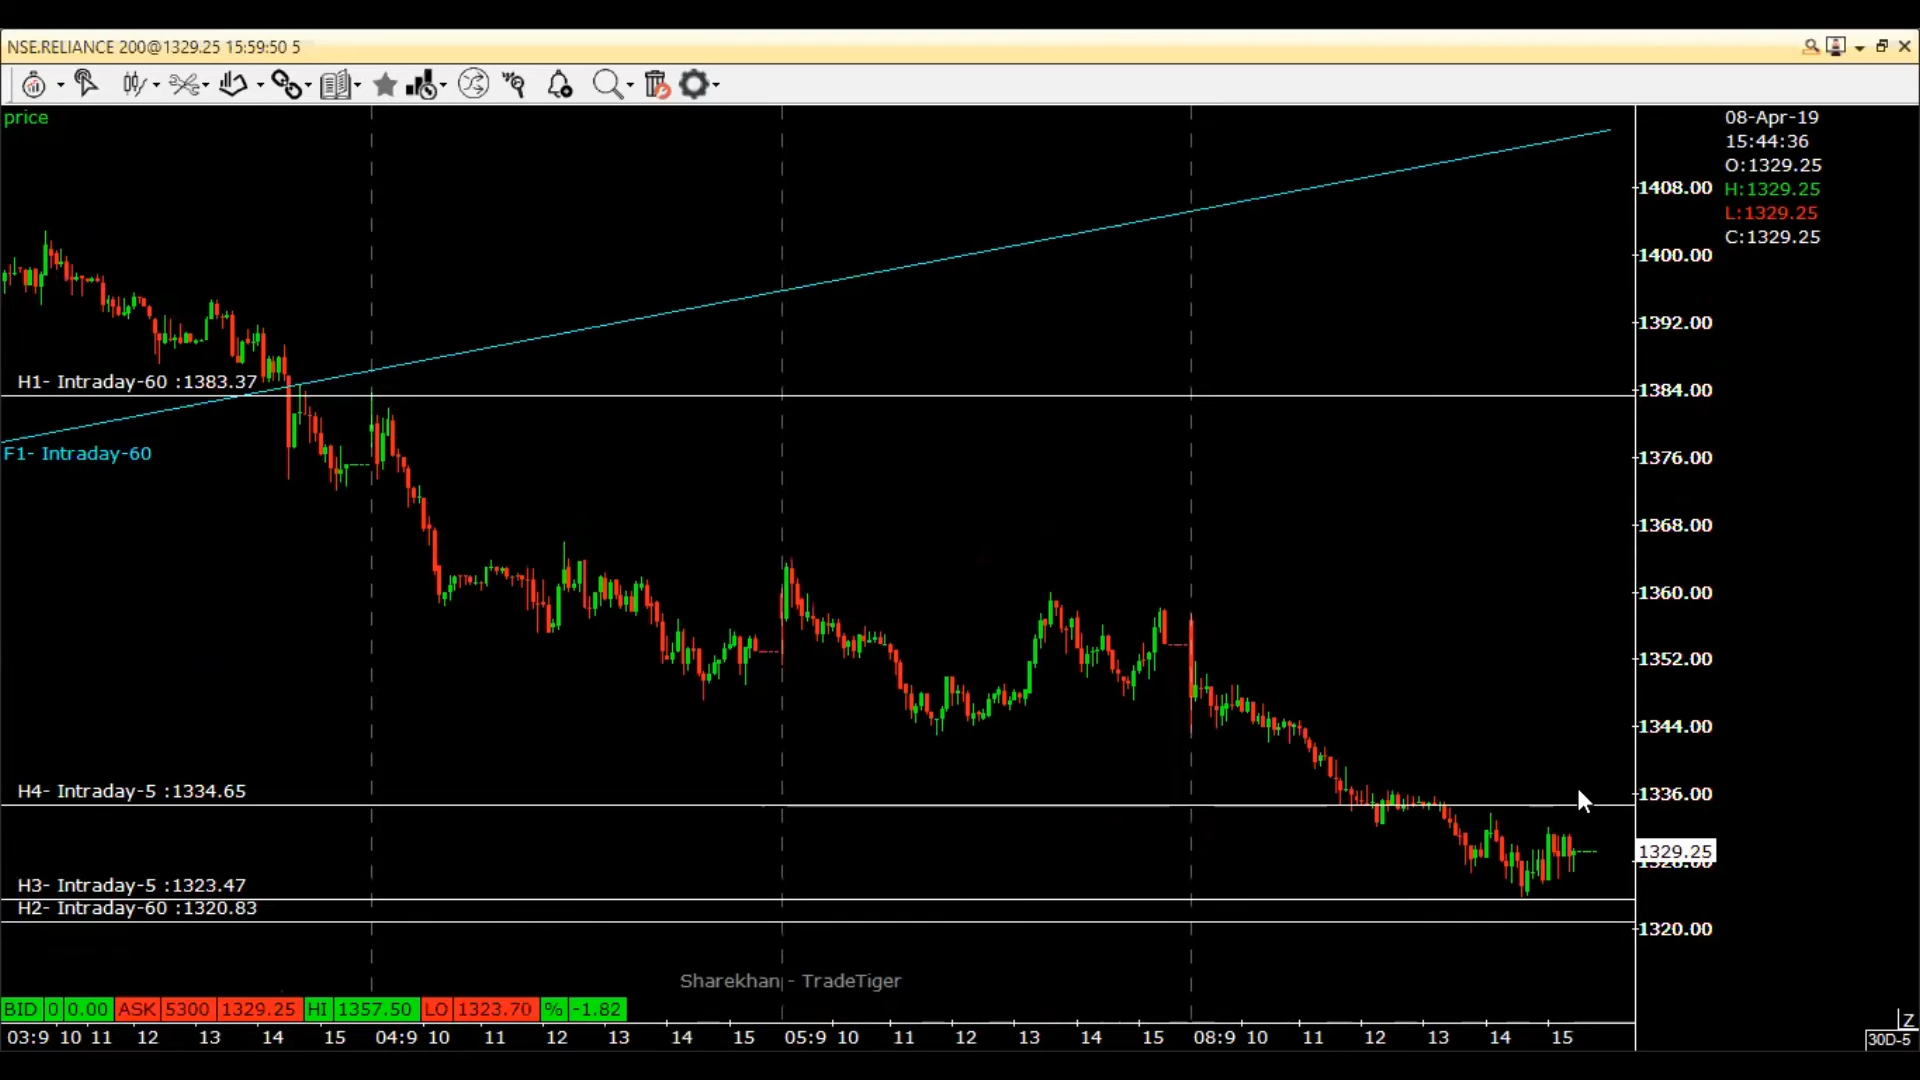 NSE.RELIANCE 200@1329.25 15:59:50 5
price
08-Apr-19
15:44:36
O:1329.25
H:1329.25
L:1329.25
C:1329.25
1408.00
1400.00
1392.00
H1- Intraday-60 :1383.37
1384.00
F1- Intraday-60
1376.00
1368.00
1360.00
1352.00
1344.00
H4- Intraday-5 :1334.65
1336.00
1329.25
H3- Intraday-5 :1323.47
H2- Intraday-60 :1320.83
1320.00
Sharekhan - TradeTiger
BID 0 0.00 ASK 5300 1329.25 HI 1357.50 LO 1323.70 % -1.82
03:9 10 11 12 13 14 15 04:9 10 11 12 13 14 15 05:9 10 11 12 13 14 15 08:9 10 11 12 13 14 15
Z
30D-5